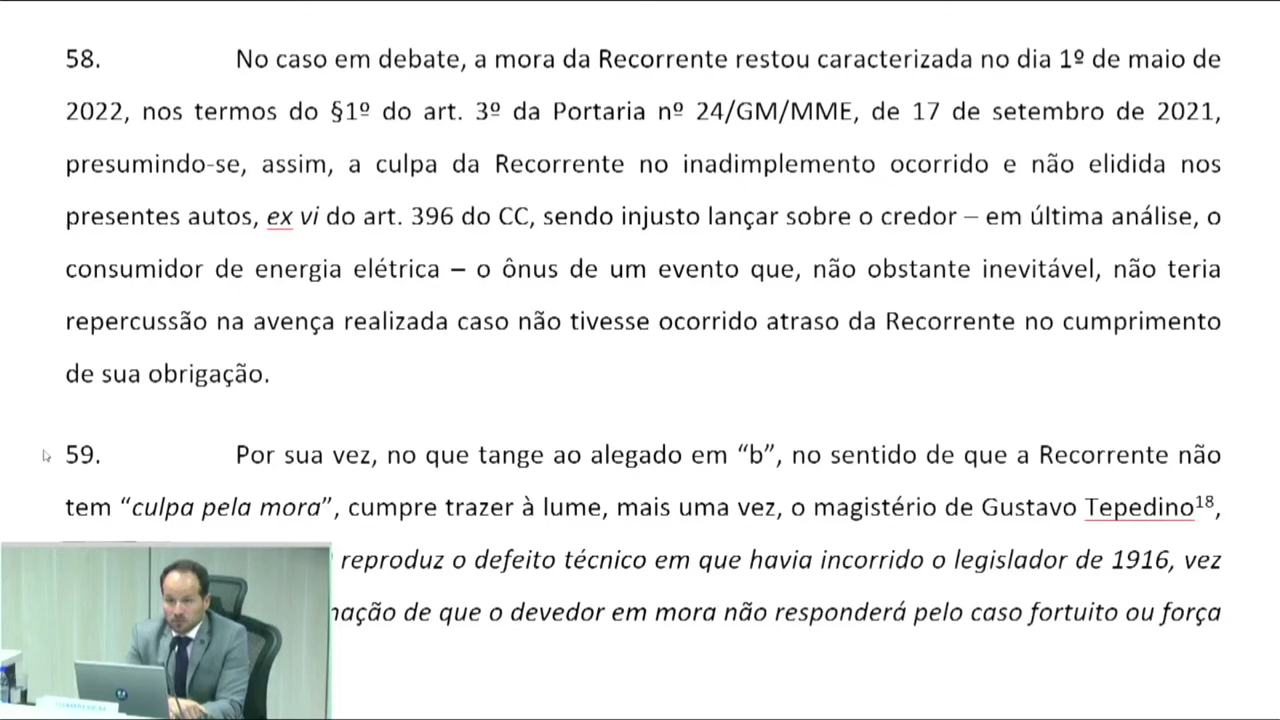 58. No caso em debate, a mora da Recorrente restou caracterizada no dia 1º de maio de
2022, nos termos do §1º do art. 3º da Portaria nº 24/GM/MME, de 17 de setembro de 2021,
presumindo-se, assim, a culpa da Recorrente no inadimplemento ocorrido e não elidida nos
presentes autos, ex vi do art. 396 do CC, sendo injusto lançar sobre o credor – em última análise, o
consumidor de energia elétrica – o ônus de um evento que, não obstante inevitável, não teria
repercussão na avença realizada caso não tivesse ocorrido atraso da Recorrente no cumprimento
de sua obrigação.
59. Por sua vez, no que tange ao alegado em “b”, no sentido de que a Recorrente não
tem “culpa pela mora”, cumpre trazer à lume, mais uma vez, o magistério de Gustavo Tepedino18,
reproduz o defeito técnico em que havia incorrido o legislador de 1916, vez
de que o devedor em mora não responderá pelo caso fortuito ou força